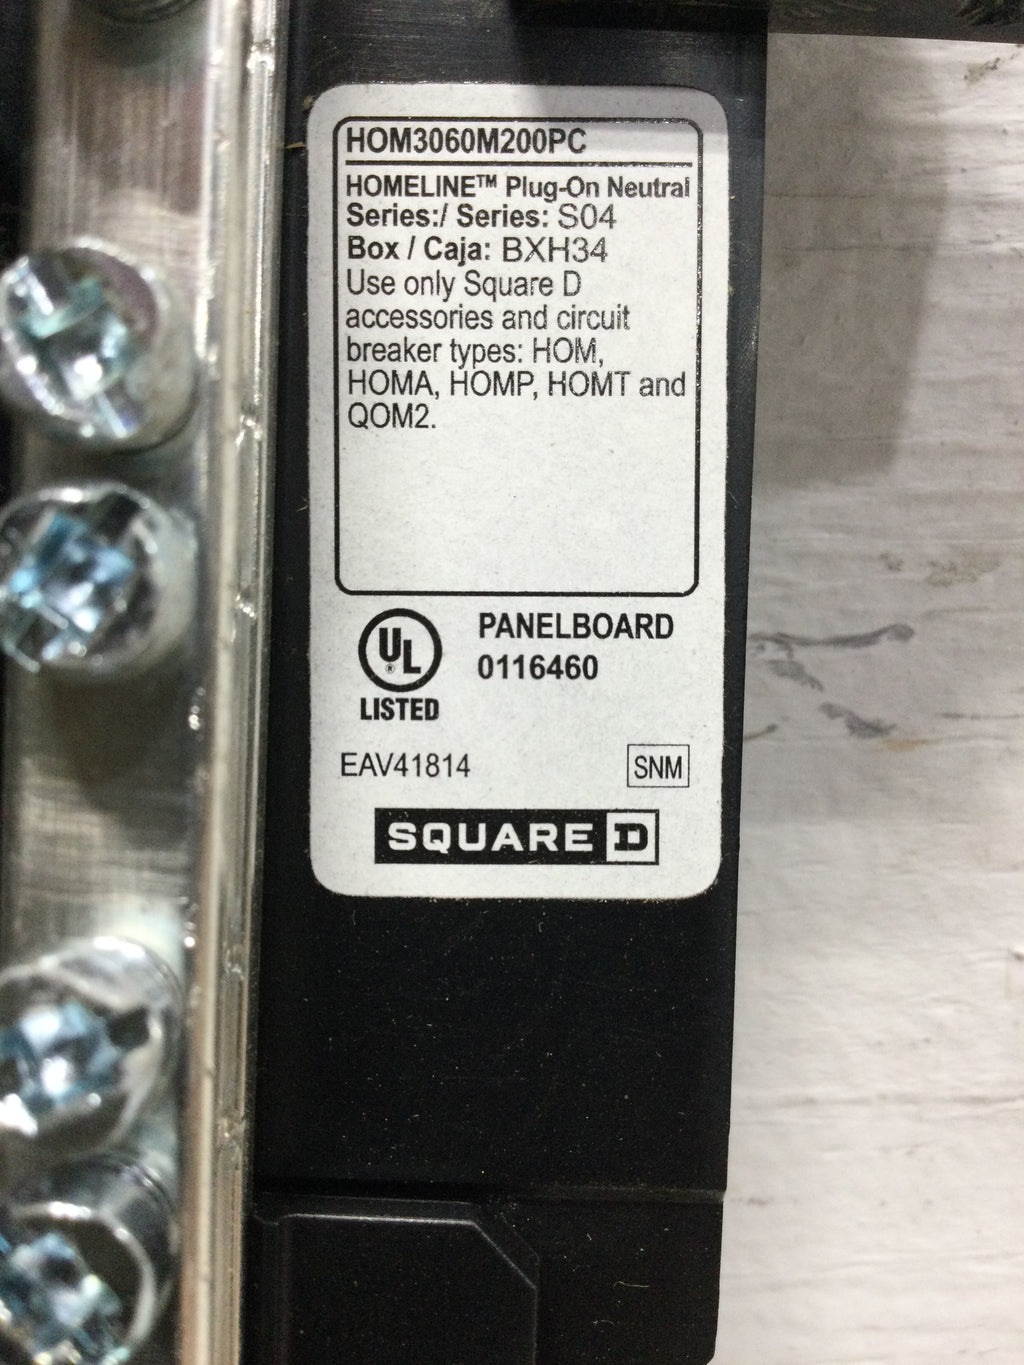 HOM3060M200PC
HOMELINE™ Plug-On Neutral
Series:/ Series: S04
Box / Caja: BXH34
Use only Square D
accessories and circuit
breaker types: HOM,
HOMA, HOMP, HOMT and
QOM2.
UL
®
LISTED
PANELBOARD
0116460
EAV41814
SNM
SQUARE D